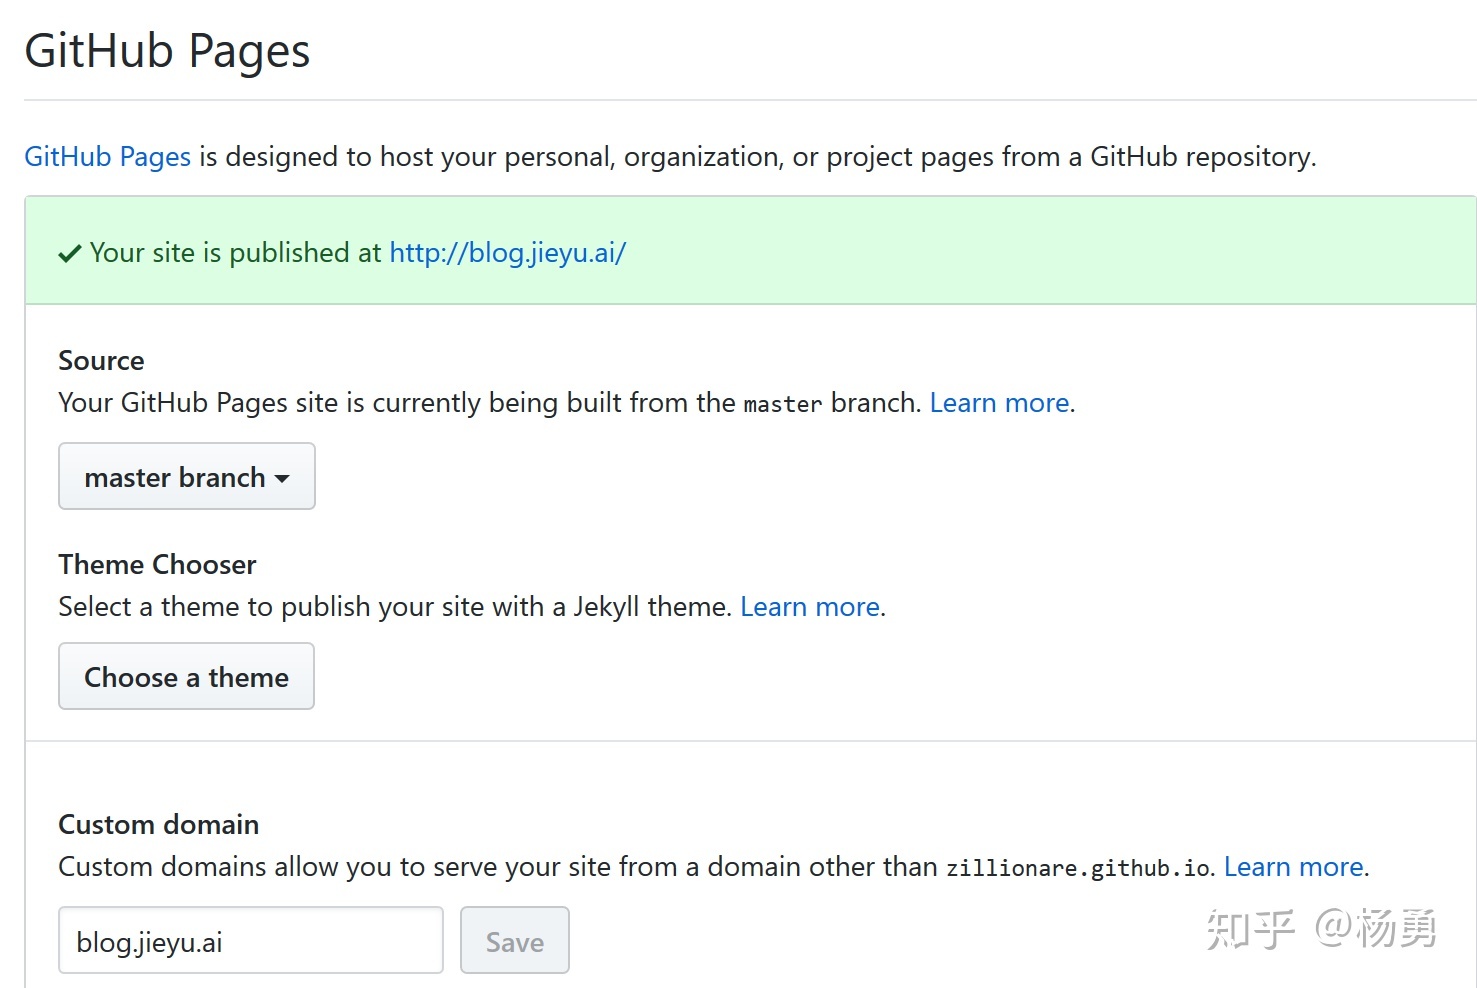 GitHub Pages
GitHub Pages is designed to host your personal, organization, or project pages from a GitHub repository.
Your site is published at http://blog.jieyu.ai/
Source
Your GitHub Pages site is currently being built from the master branch. Learn more.
master branch
Theme Chooser
Select a theme to publish your site with a Jekyll theme. Learn more.
Choose a theme
Custom domain
Custom domains allow you to serve your site from a domain other than zillionare.github.io. Learn more.
blog.jieyu.ai Save
知乎 @杨勇